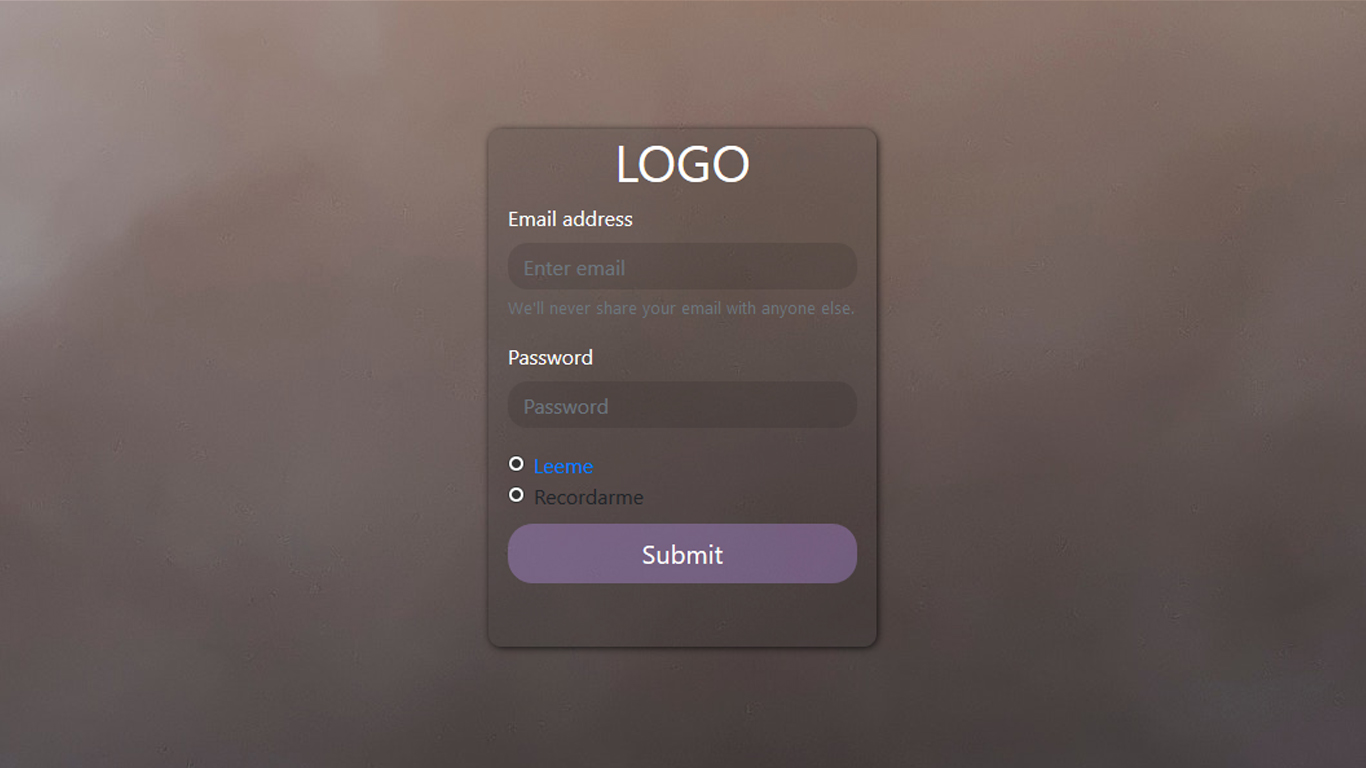 LOGO
Email address
Enter email
We'll never share your email with anyone else.
Password
Password
Leeme
Recordarme
Submit